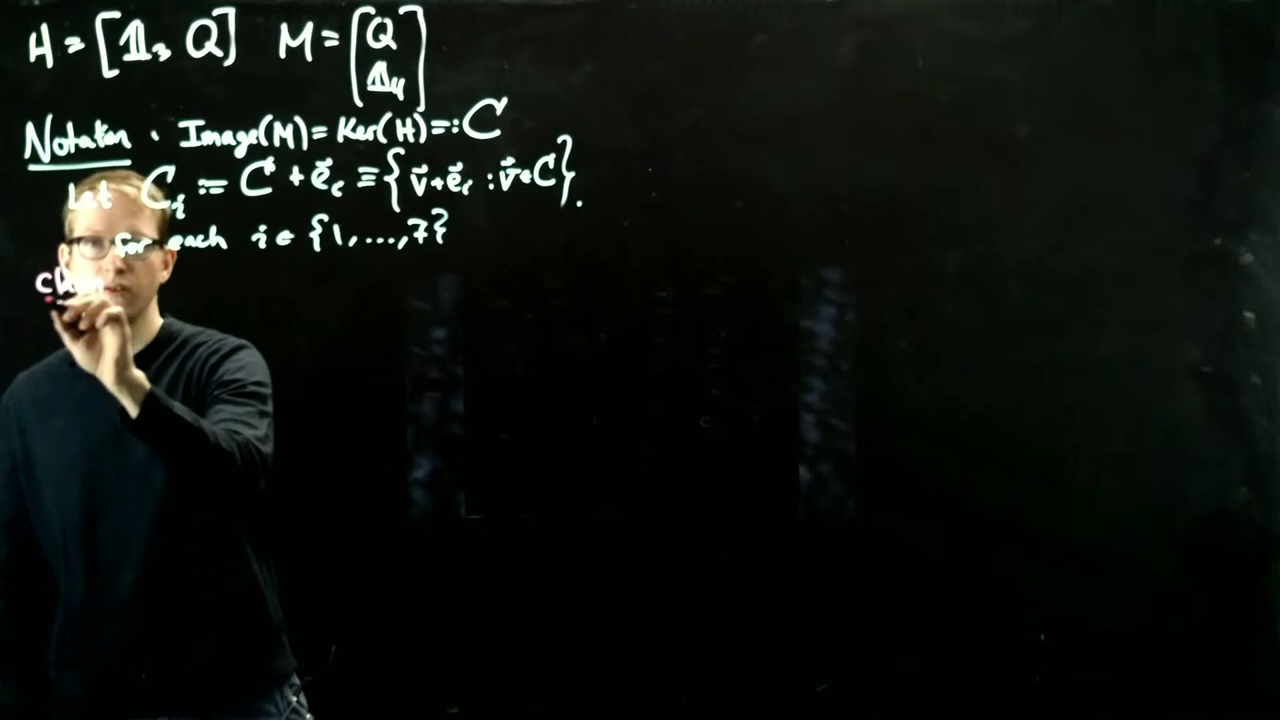 H = [𝟙₃ Q] M = [Q 𝟙₄]
Notation: Image(M) = Ker(H) =: C
Let C_i := C + e⃗_i ≡ {v⃗ + e⃗_i : v⃗ ∈ C}.
for each i ∈ {1, ..., 7}